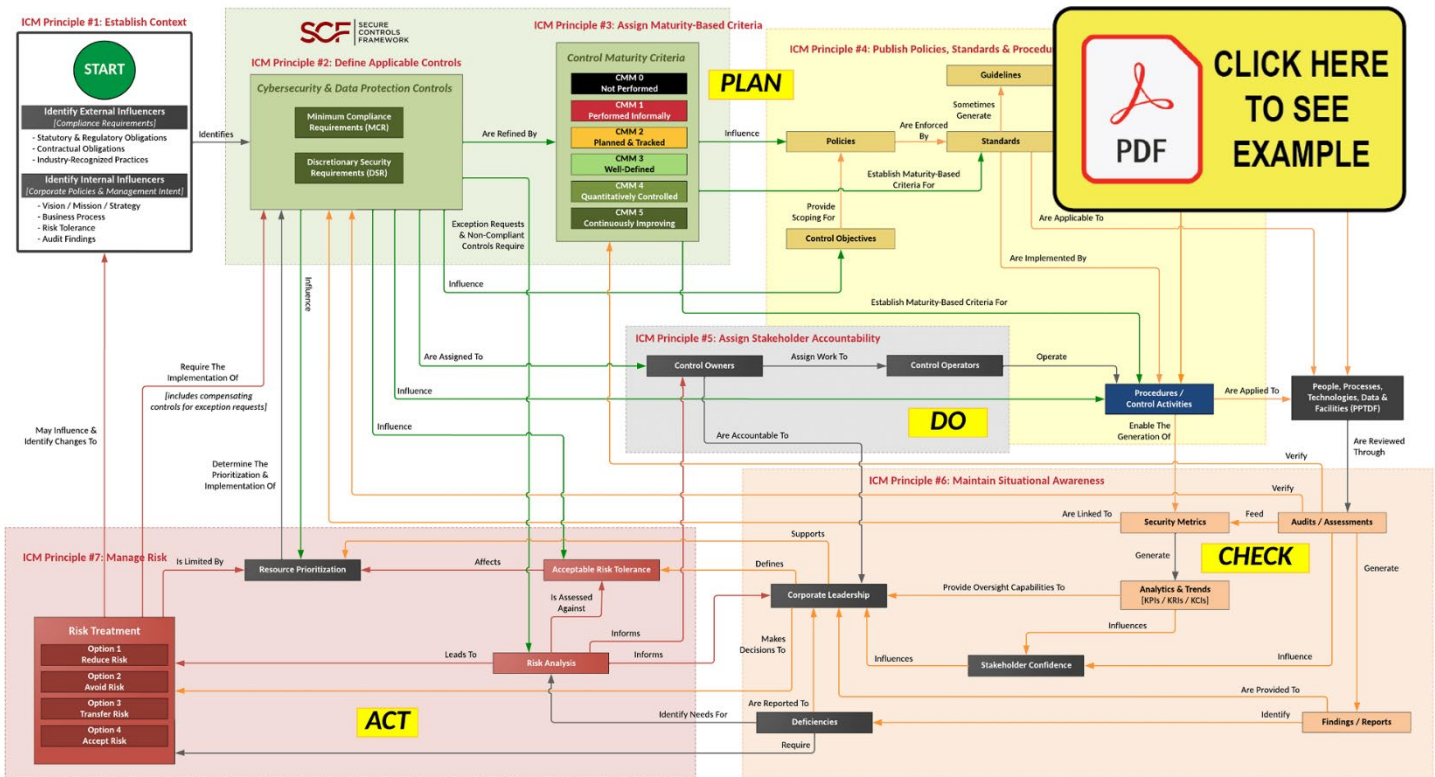 ICM Principle #1: Establish Context
START
Identify External Influencers
[Compliance Requirements]
- Statutory & Regulatory Obligations
- Contractual Obligations
- Industry-Recognized Practices
Identify Internal Influencers
[Corporate Policies & Management Intent]
- Vision / Mission / Strategy
- Business Process
- Risk Tolerance
- Audit Findings
Identifies
SCF
SECURE
CONTROLS
FRAMEWORK
ICM Principle #2: Define Applicable Controls
Cybersecurity & Data Protection Controls
Minimum Compliance
Requirements (MCR)
Discretionary Security
Requirements (DSR)
Are Refined By
Exception Requests
& Non-Compliant
Controls Require
ICM Principle #3: Assign Maturity-Based Criteria
Control Maturity Criteria
CMM 0
Not Performed
CMM 1
Performed Informally
CMM 2
Planned & Tracked
CMM 3
Well-Defined
CMM 4
Quantitatively Controlled
CMM 5
Continuously Improving
PLAN
Influence
ICM Principle #4: Publish Policies, Standards &
Guidelines
Sometimes
Generate
Policies
Are Enforced
By
Standards
Establish Maturity-Based
Criteria For
Provide
Scoping For
Control Objectives
Are Applicable To
Are Implemented By
Influence
Establish Maturity-Based Criteria For
PDF
CLICK HERE
TO SEE
EXAMPLE
Influence
ICM Principle #5: Assign Stakeholder Accountability
Are Assigned To
Control Owners
Assign Work To
Control Operators
Operate
Influence
Procedures /
Control Activities
Are Applied To
People, Processes,
Technologies, Data &
Facilities (PPTDF)
DO
Are Accountable To
Enable The
Generation Of
Are Reviewed
Through
Require The
Implementation Of
[includes compensating
controls for exception requests]
May Influence &
Identify Changes To
Determine The
Prioritization &
Implementation Of
Influence
Verify
ICM Principle #6: Maintain Situational Awareness
Verify
Are Linked To
Security Metrics
Feed
Audits / Assessments
Generate
CHECK
Generate
Provide Oversight Capabilities To
Analytics & Trends
[KPIs / KRIs / KCIs]
Influences
Corporate Leadership
Influences
Stakeholder Confidence
Influence
Are Provided To
Are Reported To
Deficiencies
Identify
Findings / Reports
Require
ICM Principle #7: Manage Risk
Is Limited By
Resource Prioritization
Affects
Acceptable Risk Tolerance
Supports
Defines
Is Assessed
Against
Informs
Informs
Makes
Decisions To
Risk Treatment
Option 1
Reduce Risk
Option 2
Avoid Risk
Option 3
Transfer Risk
Option 4
Accept Risk
Leads To
Risk Analysis
Identify Needs For
ACT